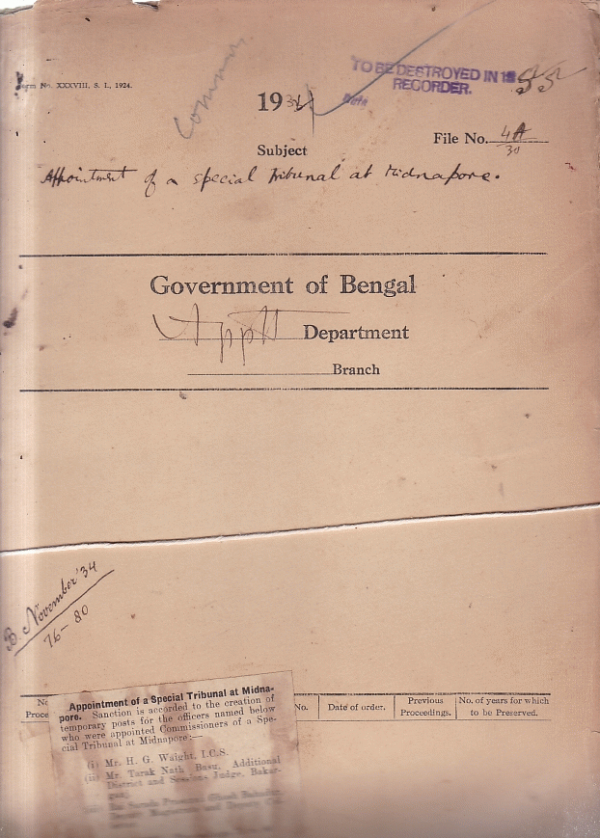 TO BE DESTROYED IN 19 55
RECORDER.
Form No. XXXVIII, S. I., 1924.
1934
File No. 4A/34
Subject
Appointment of a special tribunal at Midnapore.
Government of Bengal
Apptt Department
Branch
B. November '34
76 - 80
No. Date of order. Previous Proceedings. No. of years for which to be Preserved.
Appointment of a Special Tribunal at Midna-
pore. Sanction is accorded to the creation of
temporary posts for the officers named below
who were appointed Commissioners of a Spe-
cial Tribunal at Midnapore:—
(i) Mr. H. G. Waight, I.C.S.
(ii) Mr. Tarak Nath Basu, Additional
District and Sessions Judge, Bakar-
ganj